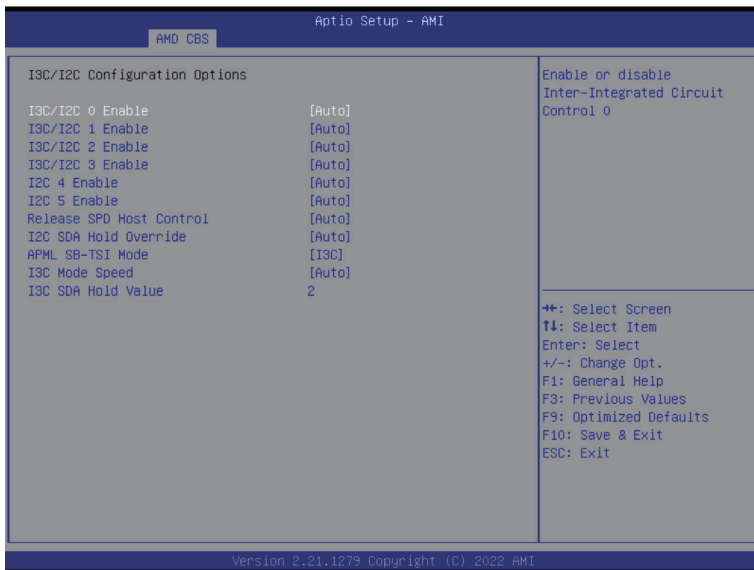 Aptio Setup - AMI
AMD CBS
I3C/I2C Configuration Options
I3C/I2C 0 Enable [Auto]
I3C/I2C 1 Enable [Auto]
I3C/I2C 2 Enable [Auto]
I3C/I2C 3 Enable [Auto]
I2C 4 Enable [Auto]
I2C 5 Enable [Auto]
Release SPD Host Control [Auto]
I2C SDA Hold Override [Auto]
APML SB-TSI Mode [I3C]
I3C Mode Speed [Auto]
I3C SDA Hold Value 2
Enable or disable
Inter-Integrated Circuit
Control 0
→←: Select Screen
↑↓: Select Item
Enter: Select
+/-: Change Opt.
F1: General Help
F3: Previous Values
F9: Optimized Defaults
F10: Save & Exit
ESC: Exit
Version 2.21.1279 Copyright (C) 2022 AMI